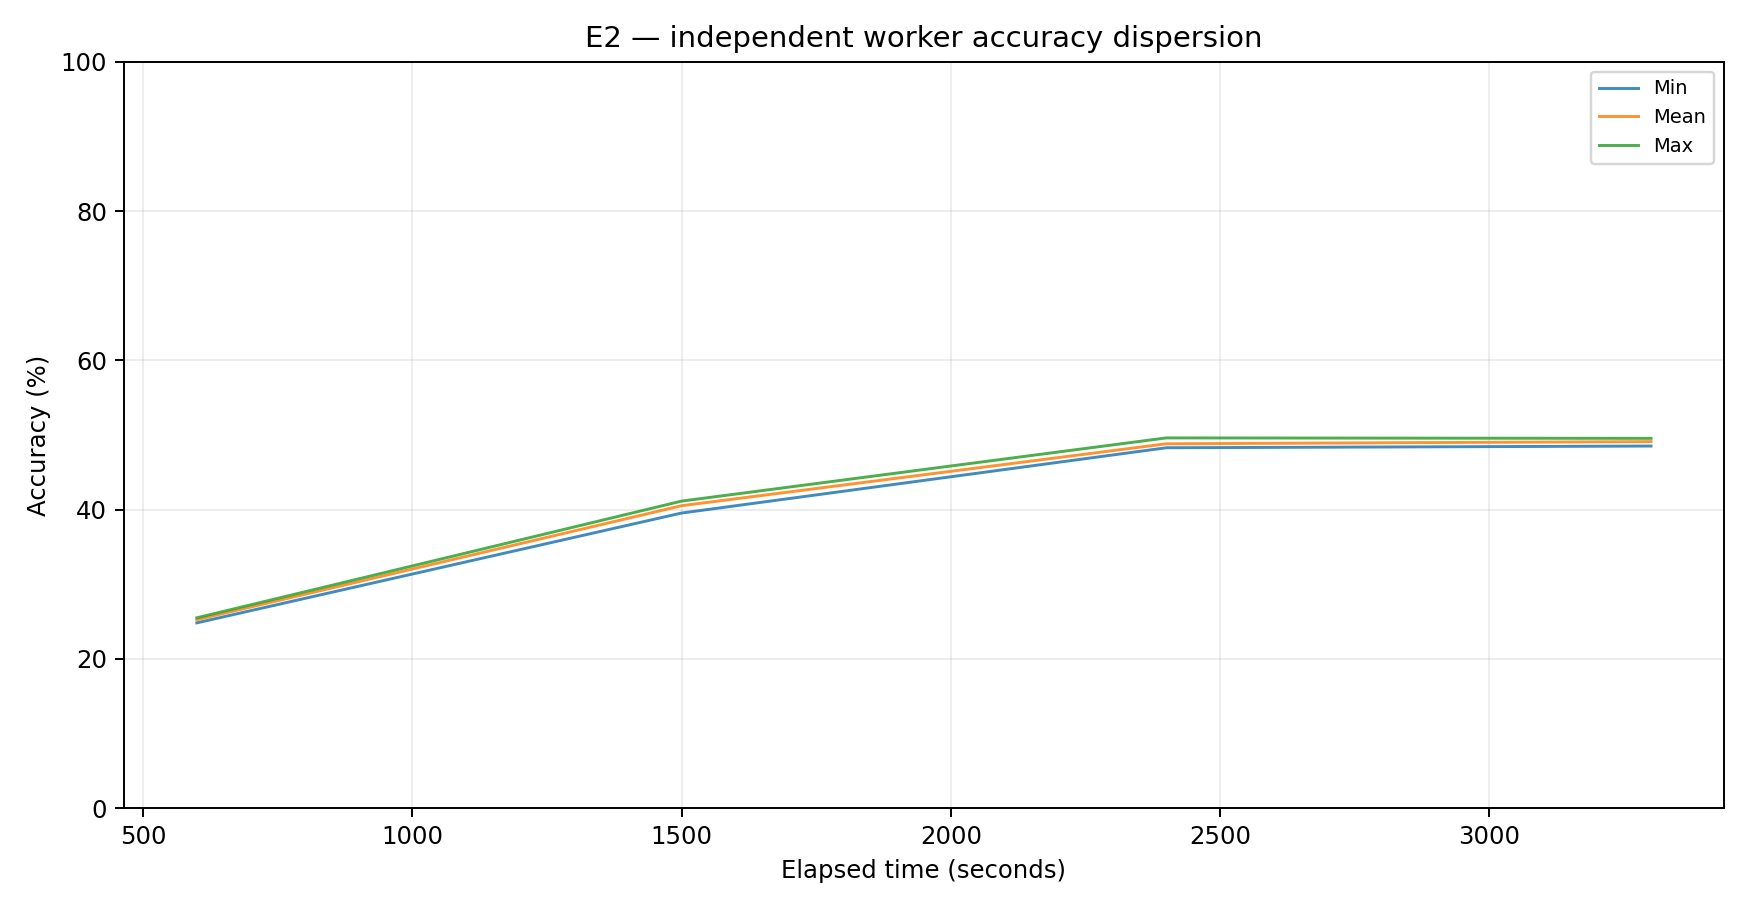 E2 — independent worker accuracy dispersion
100
80
60
40
20
0
Accuracy (%)
Min
Mean
Max
500
1000
1500
2000
2500
3000
Elapsed time (seconds)